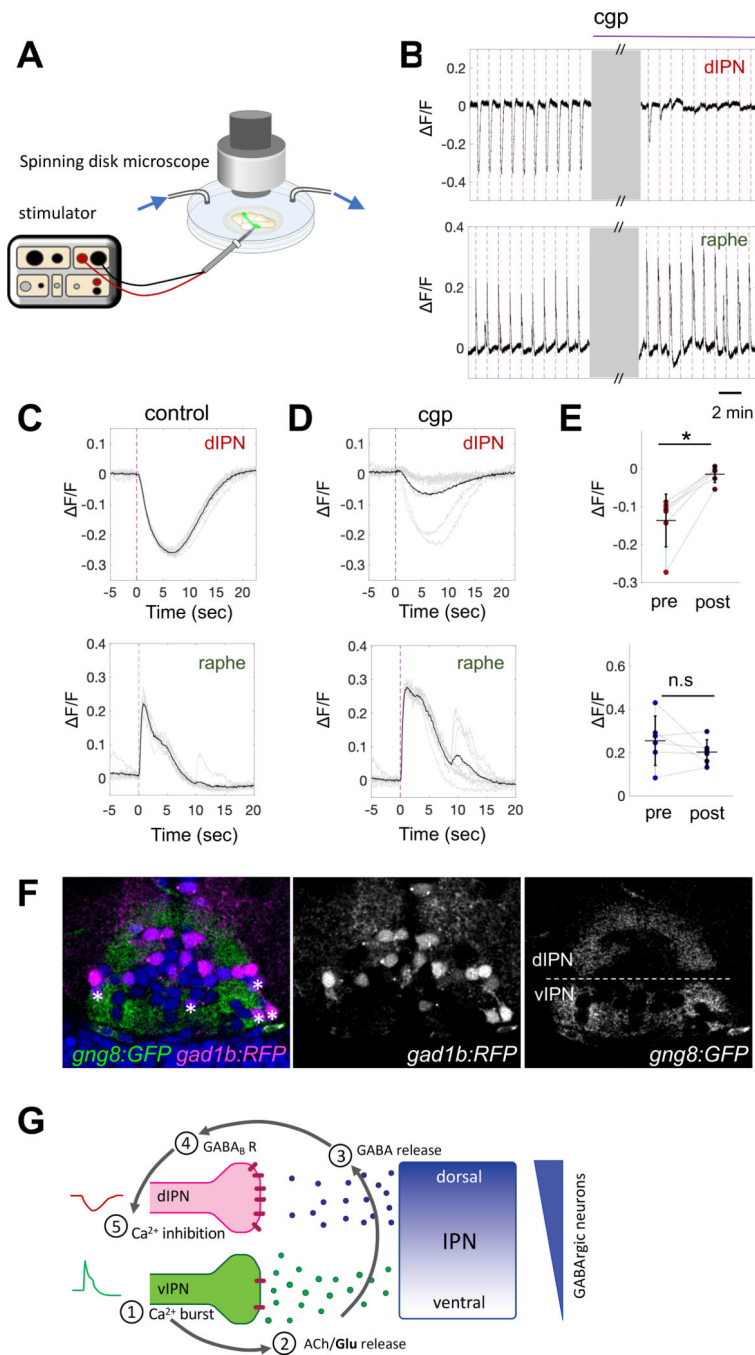 A
Spinning disk microscope
stimulator
B
cgp
//
dIPN
0.2
0
-0.2
-0.4
ΔF/F
//
//
raphe
0.4
0.2
0
ΔF/F
//
2 min
C
control
dIPN
0.1
0
-0.1
-0.2
-0.3
ΔF/F
-5 0 5 10 15 20
Time (sec)
raphe
0.4
0.3
0.2
0.1
0
ΔF/F
-5 0 5 10 15 20
Time (sec)
D
cgp
dIPN
0.1
0
-0.1
-0.2
-0.3
-5 0 5 10 15 20
Time (sec)
raphe
0.4
0.3
0.2
0.1
0
-5 0 5 10 15 20
Time (sec)
E
*
0.1
0
-0.1
-0.2
-0.3
ΔF/F
pre post
n.s
0.6
0.4
0.2
0
ΔF/F
pre post
F
* * * * *
gng8:GFP gad1b:RFP
gad1b:RFP
dIPN
vIPN
gng8:GFP
G
4 GABAB R
3 GABA release
dIPN
5 Ca2+ inhibition
vIPN
1 Ca2+ burst
2 ACh/Glu release
dorsal
IPN
ventral
GABArgic neurons